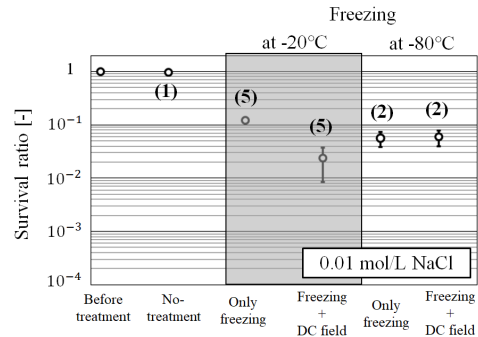 Freezing
at -20°C
at -80°C
Survival ratio [-]
1
10⁻¹
10⁻²
10⁻³
10⁻⁴
(1)
(5)
(5)
(2)
(2)
0.01 mol/L NaCl
Before
treatment
No-
treatment
Only
freezing
Freezing
+
DC field
Only
freezing
Freezing
+
DC field